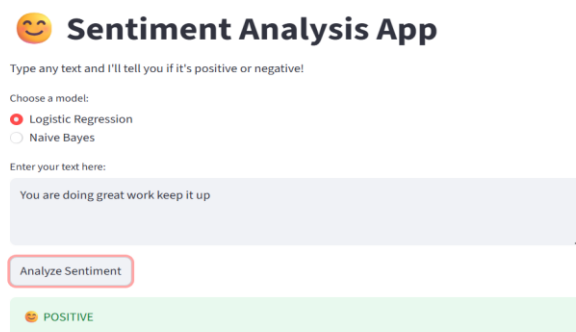 😊 Sentiment Analysis App
Type any text and I'll tell you if it's positive or negative!
Choose a model:
Logistic Regression
Naive Bayes
Enter your text here:
You are doing great work keep it up
Analyze Sentiment
😊 POSITIVE